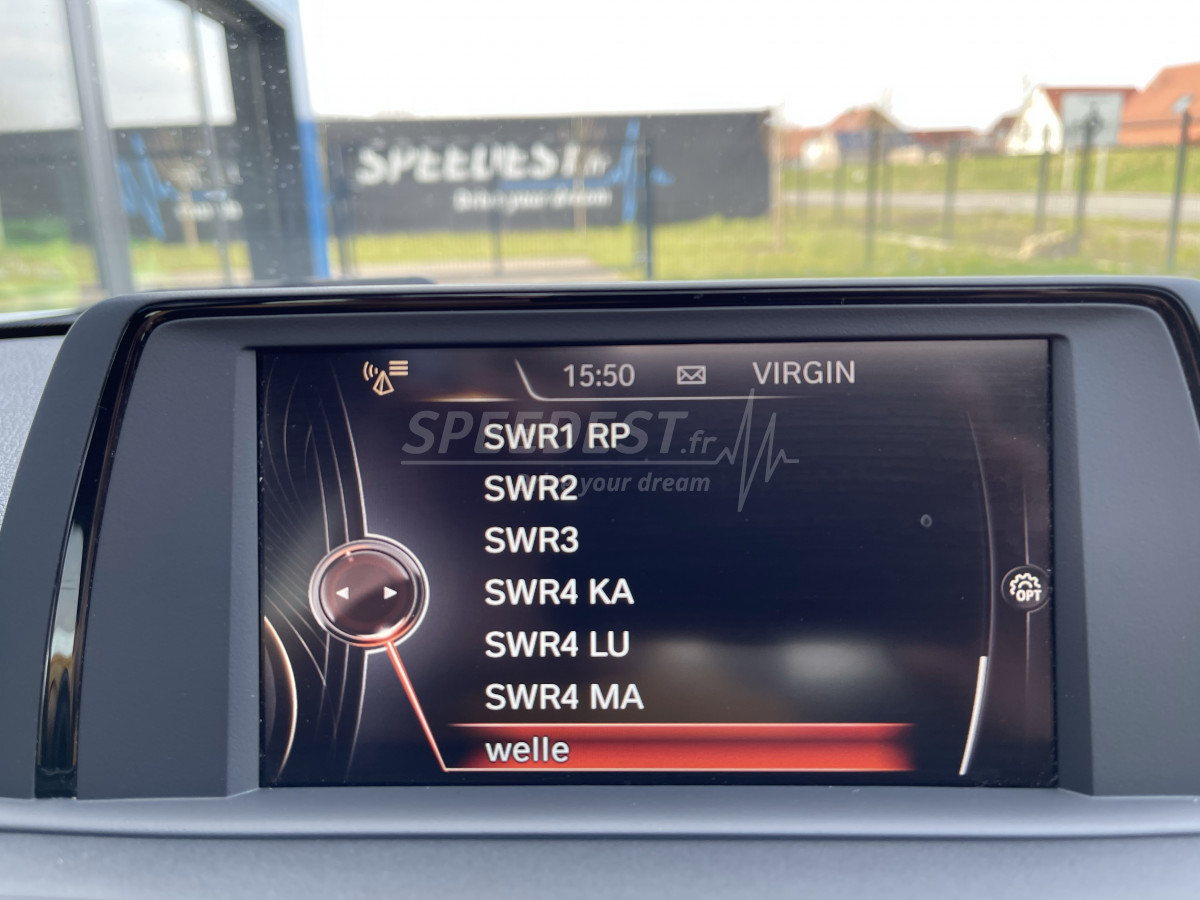 SPEEDEST.fr
Drive your dream
15:50 VIRGIN
SPEEDEST.fr
Drive your dream
SWR1 RP
SWR2
SWR3
SWR4 KA
SWR4 LU
SWR4 MA
welle
OPT